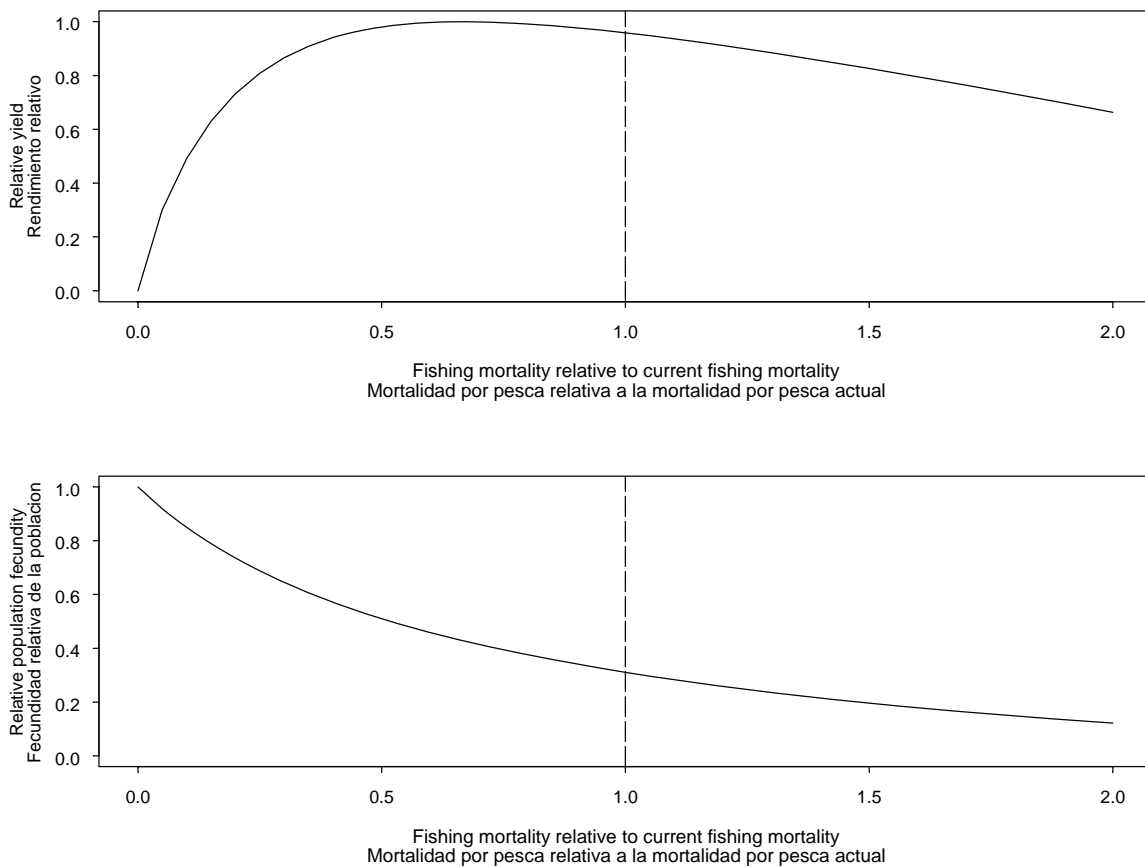 Relative yield
Rendimiento relativo
1.0
0.8
0.6
0.4
0.2
0.0
0.0 0.5 1.0 1.5 2.0
Fishing mortality relative to current fishing mortality
Mortalidad por pesca relativa a la mortalidad por pesca actual
Relative population fecundity
Fecundidad relativa de la poblacion
1.0
0.8
0.6
0.4
0.2
0.0
0.0 0.5 1.0 1.5 2.0
Fishing mortality relative to current fishing mortality
Mortalidad por pesca relativa a la mortalidad por pesca actual